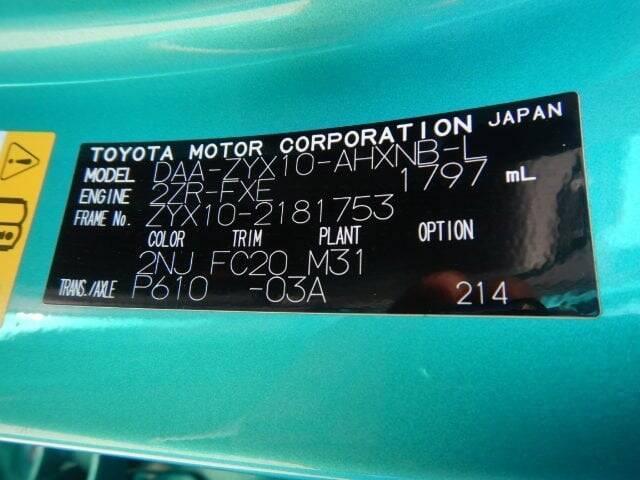 TOYOTA MOTOR CORPORATION JAPAN
MODEL DAA-ZYX10-AHXNB-L
ENGINE 2ZR-FXE 1797 mL
FRAME No. ZYX10-2181753
COLOR TRIM PLANT OPTION
2NJ FC20 M31
TRANS./AXLE P610 -03A 214